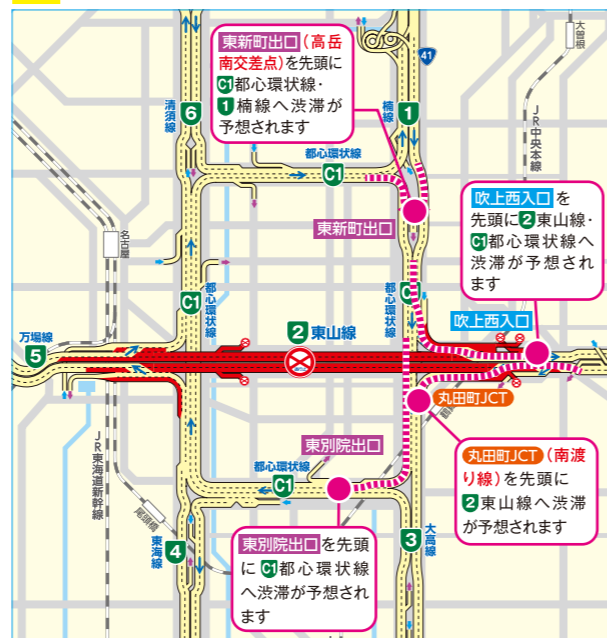 東新町出口(高岳
南交差点)を先頭に
C1都心環状線・
1楠線へ渋滞が
予想されます
6
清須線
楠線
1
41
大曽根
JR中央本線
都心環状線
C1
東新町出口
吹上西入口を
先頭に2東山線・
C1都心環状線へ
渋滞が予想され
ます
名古屋
C1
都心環状線
都心環状線
C1
吹上西入口
万場線
5
2東山線
丸田町JCT
丸田町JCT(南渡
り線)を先頭に
2東山線へ渋滞
が予想されます
東別院出口
都心環状線
C1
JR東海道新幹線
尾頭橋
東海線
4
3
大高線
東別院出口を先頭
にC1都心環状線
へ渋滞が予想され
ます